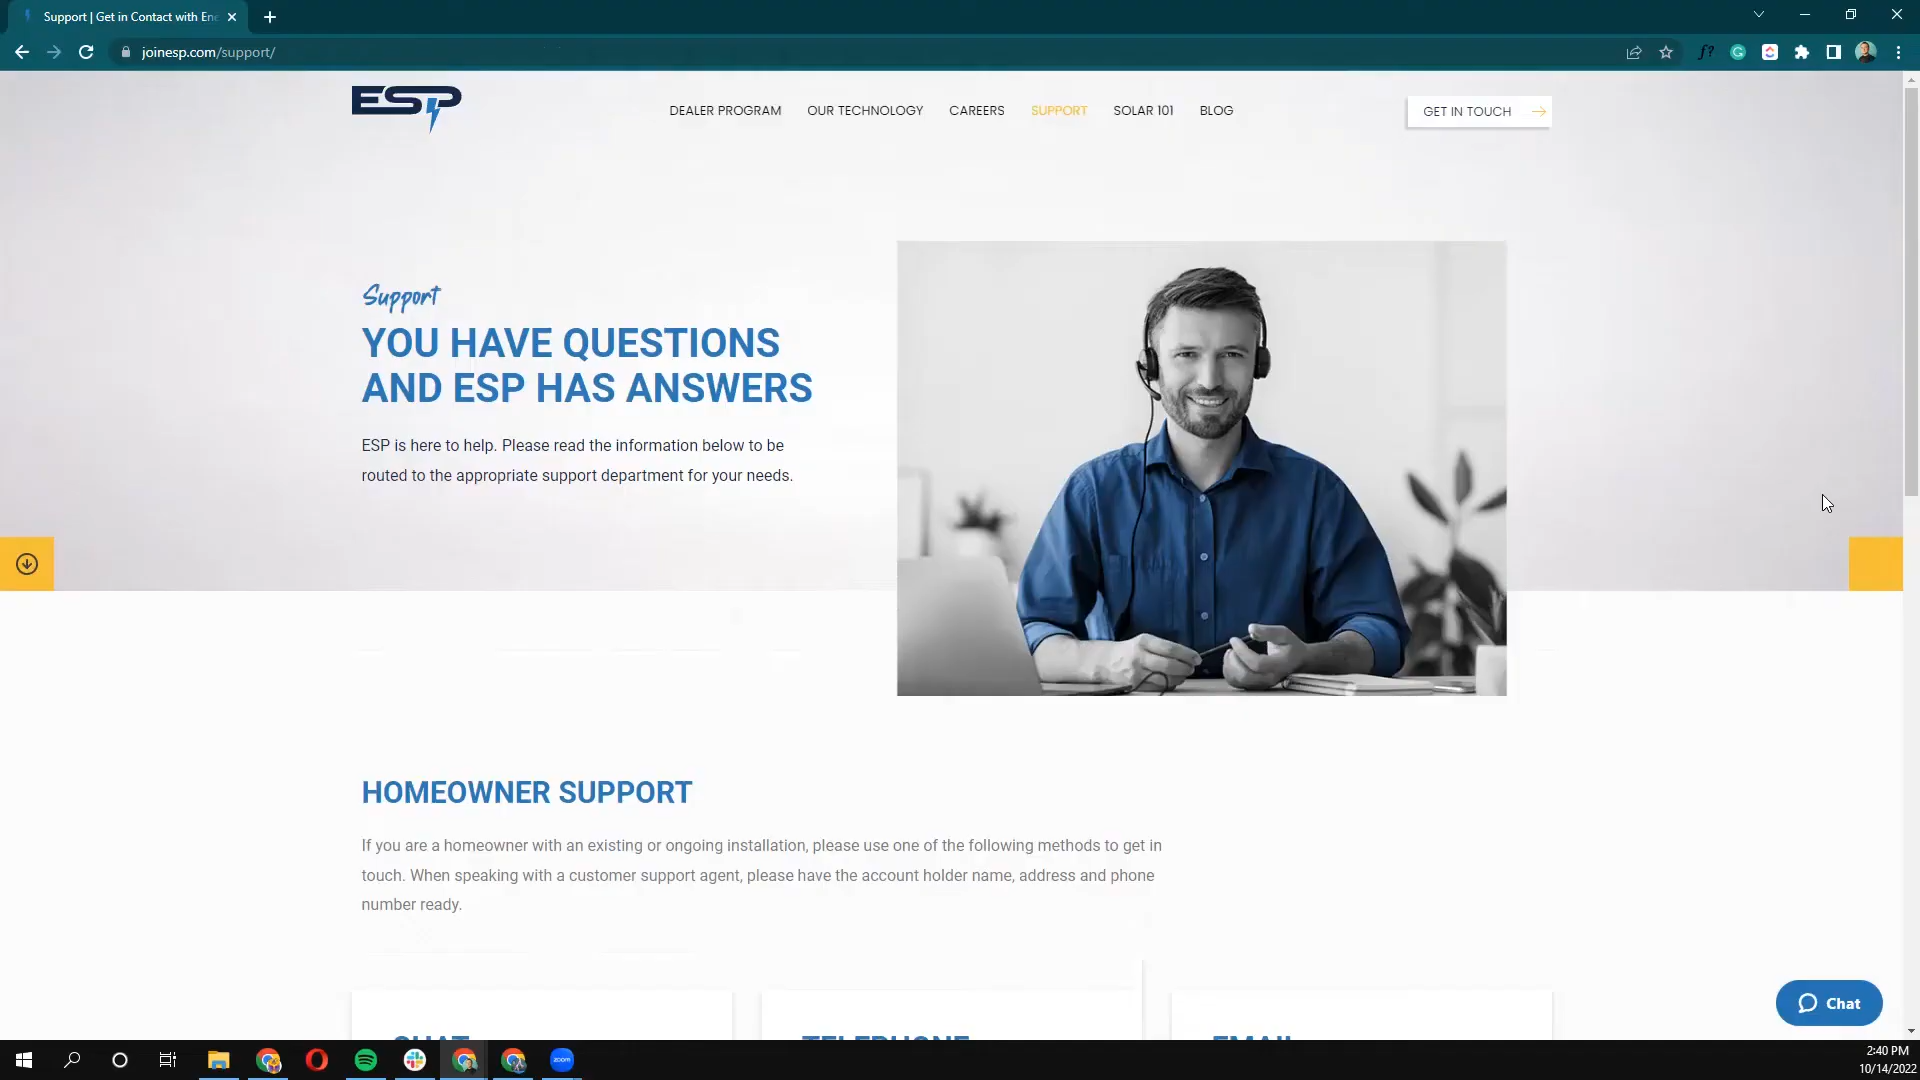 Support | Get in Contact with Ene
joinesp.com/support/
ESP
DEALER PROGRAM
OUR TECHNOLOGY
CAREERS
SUPPORT
SOLAR 101
BLOG
GET IN TOUCH
Support
YOU HAVE QUESTIONS
AND ESP HAS ANSWERS
ESP is here to help. Please read the information below to be
routed to the appropriate support department for your needs.
HOMEOWNER SUPPORT
If you are a homeowner with an existing or ongoing installation, please use one of the following methods to get in
touch. When speaking with a customer support agent, please have the account holder name, address and phone
number ready.
CHAT
TELEPHONE
EMAIL
Chat
f?
zoom
2:40 PM
10/14/2022